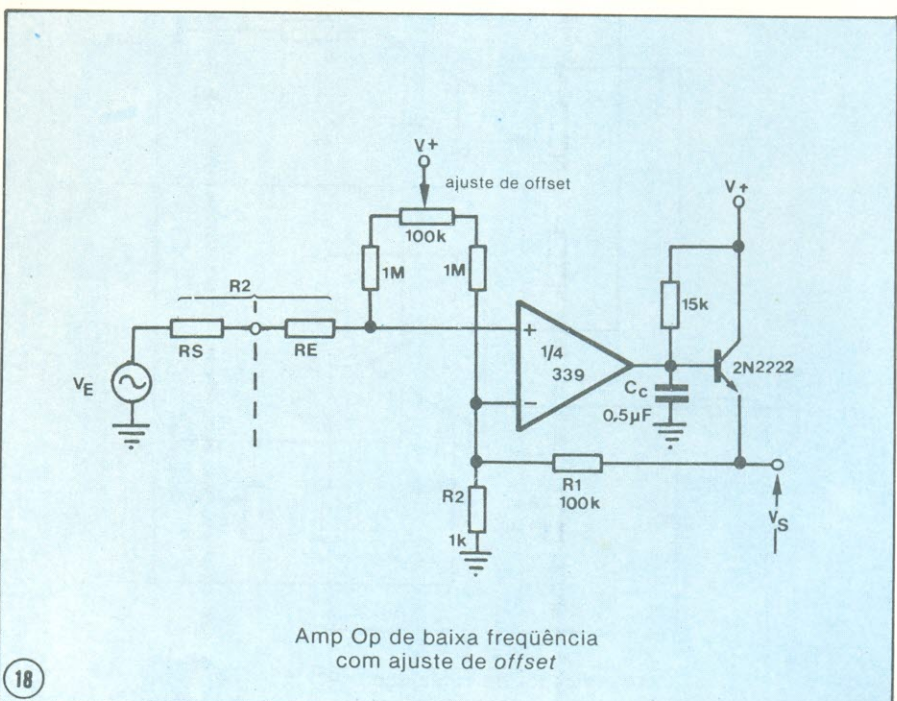 V+
ajuste de offset
100k
V+
1M
1M
R2
15k
RS
RE
+
1/4
339
2N2222
VE
CC
0,5µF
−
R2
1k
R1
100k
VS
Amp Op de baixa freqüência
com ajuste de offset
18